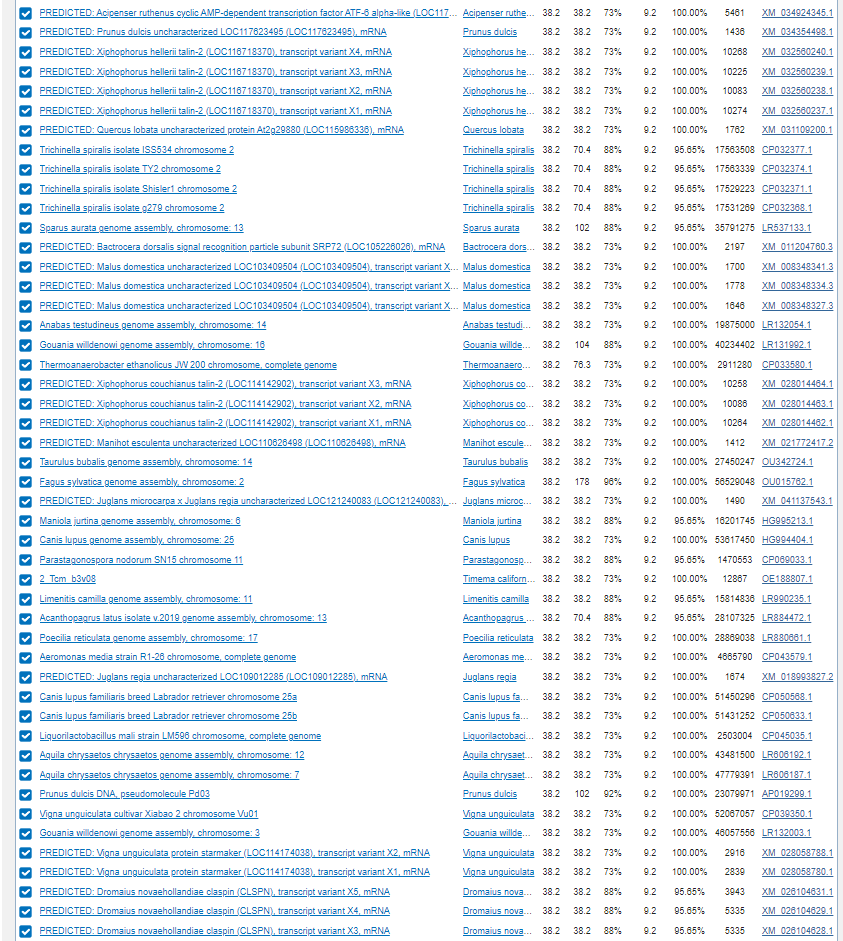 PREDICTED: Acipenser ruthenus cyclic AMP-dependent transcription factor ATF-6 alpha-like (LOC117... Acipenser ruthe... 38.2 38.2 73% 9.2 100.00% 5461 XM_034924345.1
PREDICTED: Prunus dulcis uncharacterized LOC117623495 (LOC117623495), mRNA Prunus dulcis 38.2 38.2 73% 9.2 100.00% 1436 XM_034354498.1
PREDICTED: Xiphophorus hellerii talin-2 (LOC116718370), transcript variant X4, mRNA Xiphophorus he... 38.2 38.2 73% 9.2 100.00% 10268 XM_032560240.1
PREDICTED: Xiphophorus hellerii talin-2 (LOC116718370), transcript variant X3, mRNA Xiphophorus he... 38.2 38.2 73% 9.2 100.00% 10225 XM_032560239.1
PREDICTED: Xiphophorus hellerii talin-2 (LOC116718370), transcript variant X2, mRNA Xiphophorus he... 38.2 38.2 73% 9.2 100.00% 10083 XM_032560238.1
PREDICTED: Xiphophorus hellerii talin-2 (LOC116718370), transcript variant X1, mRNA Xiphophorus he... 38.2 38.2 73% 9.2 100.00% 10274 XM_032560237.1
PREDICTED: Quercus lobata uncharacterized protein At2g29880 (LOC115986336), mRNA Quercus lobata 38.2 38.2 73% 9.2 100.00% 1762 XM_031109200.1
Trichinella spiralis isolate ISS534 chromosome 2 Trichinella spiralis 38.2 70.4 88% 9.2 95.65% 17563508 CP032377.1
Trichinella spiralis isolate TY2 chromosome 2 Trichinella spiralis 38.2 70.4 88% 9.2 95.65% 17563339 CP032374.1
Trichinella spiralis isolate Shisler1 chromosome 2 Trichinella spiralis 38.2 70.4 88% 9.2 95.65% 17529223 CP032371.1
Trichinella spiralis isolate g279 chromosome 2 Trichinella spiralis 38.2 70.4 88% 9.2 95.65% 17531269 CP032368.1
Sparus aurata genome assembly, chromosome: 13 Sparus aurata 38.2 102 88% 9.2 95.65% 35791275 LR537133.1
PREDICTED: Bactrocera dorsalis signal recognition particle subunit SRP72 (LOC105226026), mRNA Bactrocera dors... 38.2 38.2 73% 9.2 100.00% 2197 XM_011204760.3
PREDICTED: Malus domestica uncharacterized LOC103409504 (LOC103409504), transcript variant X... Malus domestica 38.2 38.2 73% 9.2 100.00% 1700 XM_008348341.3
PREDICTED: Malus domestica uncharacterized LOC103409504 (LOC103409504), transcript variant X... Malus domestica 38.2 38.2 73% 9.2 100.00% 1778 XM_008348334.3
PREDICTED: Malus domestica uncharacterized LOC103409504 (LOC103409504), transcript variant X... Malus domestica 38.2 38.2 73% 9.2 100.00% 1646 XM_008348327.3
Anabas testudineus genome assembly, chromosome: 14 Anabas testudi... 38.2 38.2 73% 9.2 100.00% 19875000 LR132054.1
Gouania willdenowi genome assembly, chromosome: 16 Gouania willde... 38.2 104 88% 9.2 100.00% 40234402 LR131992.1
Thermoanaerobacter ethanolicus JW 200 chromosome, complete genome Thermoanaero... 38.2 76.3 73% 9.2 100.00% 2911280 CP033580.1
PREDICTED: Xiphophorus couchianus talin-2 (LOC114142902), transcript variant X3, mRNA Xiphophorus co... 38.2 38.2 73% 9.2 100.00% 10258 XM_028014464.1
PREDICTED: Xiphophorus couchianus talin-2 (LOC114142902), transcript variant X2, mRNA Xiphophorus co... 38.2 38.2 73% 9.2 100.00% 10086 XM_028014463.1
PREDICTED: Xiphophorus couchianus talin-2 (LOC114142902), transcript variant X1, mRNA Xiphophorus co... 38.2 38.2 73% 9.2 100.00% 10264 XM_028014462.1
PREDICTED: Manihot esculenta uncharacterized LOC110626498 (LOC110626498), mRNA Manihot escule... 38.2 38.2 73% 9.2 100.00% 1412 XM_021772417.2
Taurulus bubalis genome assembly, chromosome: 14 Taurulus bubalis 38.2 38.2 73% 9.2 100.00% 27450247 OU342724.1
Fagus sylvatica genome assembly, chromosome: 2 Fagus sylvatica 38.2 178 96% 9.2 100.00% 56529048 OU015762.1
PREDICTED: Juglans microcarpa x Juglans regia uncharacterized LOC121240083 (LOC121240083), ... Juglans microc... 38.2 38.2 73% 9.2 100.00% 1490 XM_041137543.1
Maniola jurtina genome assembly, chromosome: 6 Maniola jurtina 38.2 38.2 88% 9.2 95.65% 16201745 HG995213.1
Canis lupus genome assembly, chromosome: 25 Canis lupus 38.2 38.2 73% 9.2 100.00% 53617450 HG994404.1
Parastagonospora nodorum SN15 chromosome 11 Parastagonosp... 38.2 38.2 88% 9.2 95.65% 1470553 CP069033.1
2_Tcm_b3v08 Timema californ... 38.2 38.2 73% 9.2 100.00% 12867 OE188807.1
Limenitis camilla genome assembly, chromosome: 11 Limenitis camilla 38.2 38.2 88% 9.2 95.65% 15814836 LR990235.1
Acanthopagrus latus isolate v.2019 genome assembly, chromosome: 13 Acanthopagrus ... 38.2 70.4 88% 9.2 95.65% 28107325 LR884472.1
Poecilia reticulata genome assembly, chromosome: 17 Poecilia reticulata 38.2 38.2 73% 9.2 100.00% 28869038 LR880661.1
Aeromonas media strain R1-26 chromosome, complete genome Aeromonas me... 38.2 38.2 73% 9.2 100.00% 4665790 CP043579.1
PREDICTED: Juglans regia uncharacterized LOC109012285 (LOC109012285), mRNA Juglans regia 38.2 38.2 73% 9.2 100.00% 1674 XM_018993827.2
Canis lupus familiaris breed Labrador retriever chromosome 25a Canis lupus fa... 38.2 38.2 73% 9.2 100.00% 51450296 CP050568.1
Canis lupus familiaris breed Labrador retriever chromosome 25b Canis lupus fa... 38.2 38.2 73% 9.2 100.00% 51431252 CP050633.1
Liquorilactobacillus mali strain LM596 chromosome, complete genome Liquorilactobaci... 38.2 38.2 73% 9.2 100.00% 2503004 CP045035.1
Aquila chrysaetos chrysaetos genome assembly, chromosome: 12 Aquila chrysaet... 38.2 38.2 73% 9.2 100.00% 43481500 LR606192.1
Aquila chrysaetos chrysaetos genome assembly, chromosome: 7 Aquila chrysaet... 38.2 38.2 73% 9.2 100.00% 47779391 LR606187.1
Prunus dulcis DNA, pseudomolecule Pd03 Prunus dulcis 38.2 102 92% 9.2 100.00% 23079971 AP019299.1
Vigna unguiculata cultivar Xiabao 2 chromosome Vu01 Vigna unguiculata 38.2 38.2 73% 9.2 100.00% 52067057 CP039350.1
Gouania willdenowi genome assembly, chromosome: 3 Gouania willde... 38.2 38.2 73% 9.2 100.00% 46057556 LR132003.1
PREDICTED: Vigna unguiculata protein starmaker (LOC114174038), transcript variant X2, mRNA Vigna unguiculata 38.2 38.2 73% 9.2 100.00% 2916 XM_028058788.1
PREDICTED: Vigna unguiculata protein starmaker (LOC114174038), transcript variant X1, mRNA Vigna unguiculata 38.2 38.2 73% 9.2 100.00% 2839 XM_028058780.1
PREDICTED: Dromaius novaehollandiae claspin (CLSPN), transcript variant X5, mRNA Dromaius nova... 38.2 38.2 88% 9.2 95.65% 3943 XM_026104631.1
PREDICTED: Dromaius novaehollandiae claspin (CLSPN), transcript variant X4, mRNA Dromaius nova... 38.2 38.2 88% 9.2 95.65% 5335 XM_026104629.1
PREDICTED: Dromaius novaehollandiae claspin (CLSPN), transcript variant X3, mRNA Dromaius nova... 38.2 38.2 88% 9.2 95.65% 5335 XM_026104628.1